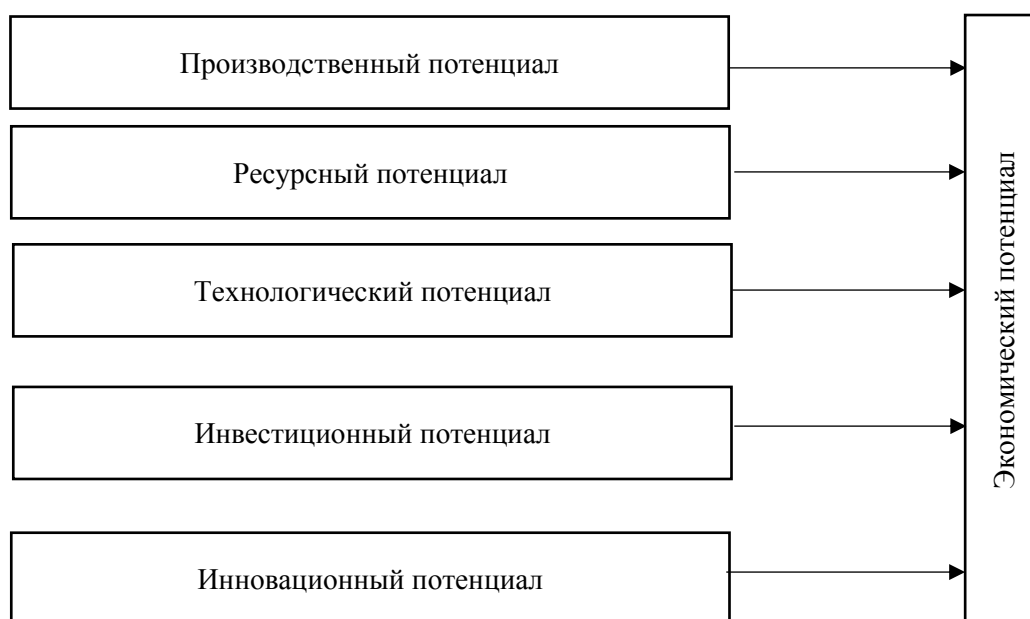 Производственный потенциал
Ресурсный потенциал
Технологический потенциал
Инвестиционный потенциал
Инновационный потенциал
Экономический потенциал